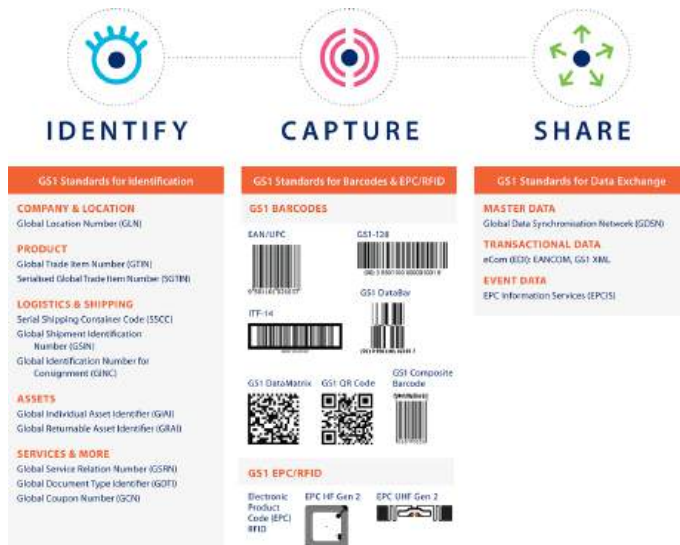 IDENTIFY
CAPTURE
SHARE
GS1 Standards for Identification
COMPANY & LOCATION
Global Location Number (GLN)
PRODUCT
Global Trade Item Number (GTIN)
Serialised Global Trade Item Number (SGTIN)
LOGISTICS & SHIPPING
Serial Shipping Container Code (SSCC)
Global Shipment Identification
Number (GSIN)
Global Identification Number for
Consignment (GINC)
ASSETS
Global Individual Asset Identifier (GIAI)
Global Returnable Asset Identifier (GRAI)
SERVICES & MORE
Global Service Relation Number (GSRN)
Global Document Type Identifier (GDTI)
Global Coupon Number (GCN)
GS1 Standards for Barcodes & EPC/RFID
GS1 BARCODES
EAN/UPC
GS1-128
ITF-14
GS1 DataBar
GS1 DataMatrix
GS1 QR Code
GS1 Composite
Barcode
GS1 EPC/RFID
Electronic
Product
Code (EPC)
RFID
EPC HF Gen 2
EPC UHF Gen 2
GS1 Standards for Data Exchange
MASTER DATA
Global Data Synchronisation Network (GDSN)
TRANSACTIONAL DATA
eCom (EDI): EANCOM, GS1 XML
EVENT DATA
EPC Information Services (EPCIS)